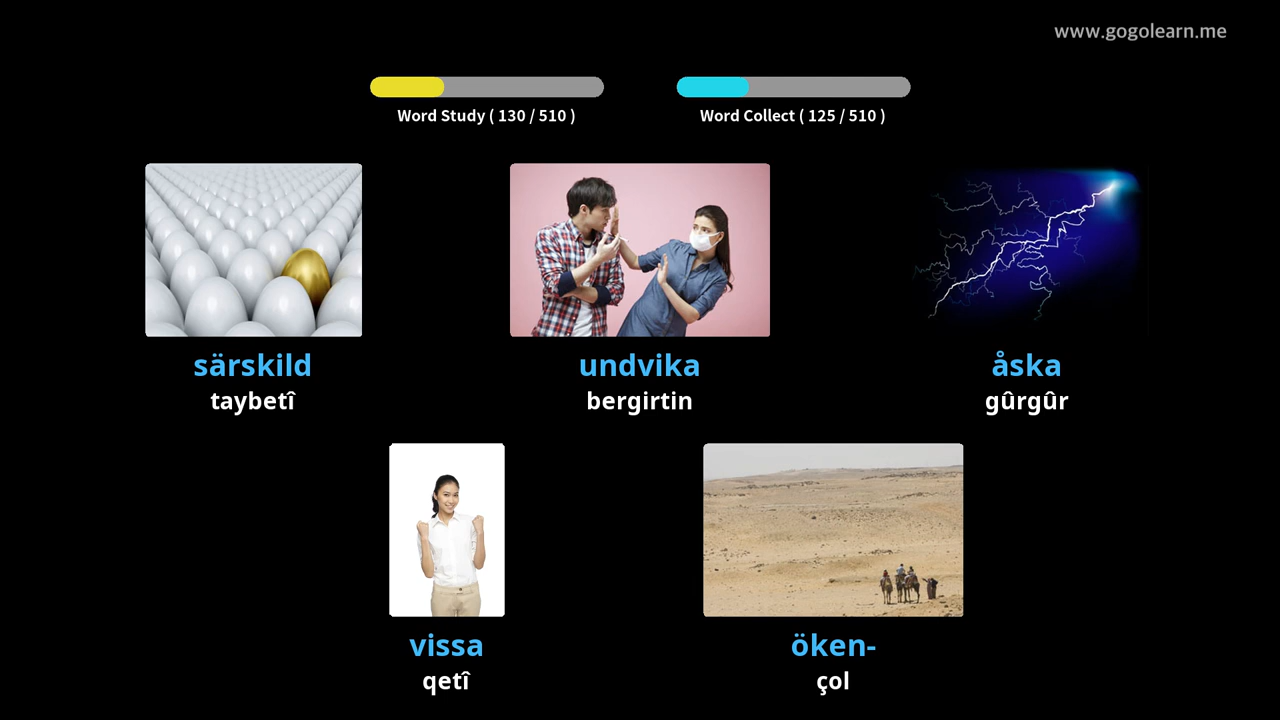 www.gogolearn.me
Word Study ( 130 / 510 )
Word Collect ( 125 / 510 )
särskild
taybetî
undvika
bergirtin
åska
gûrgûr
vissa
qetî
öken-
çol